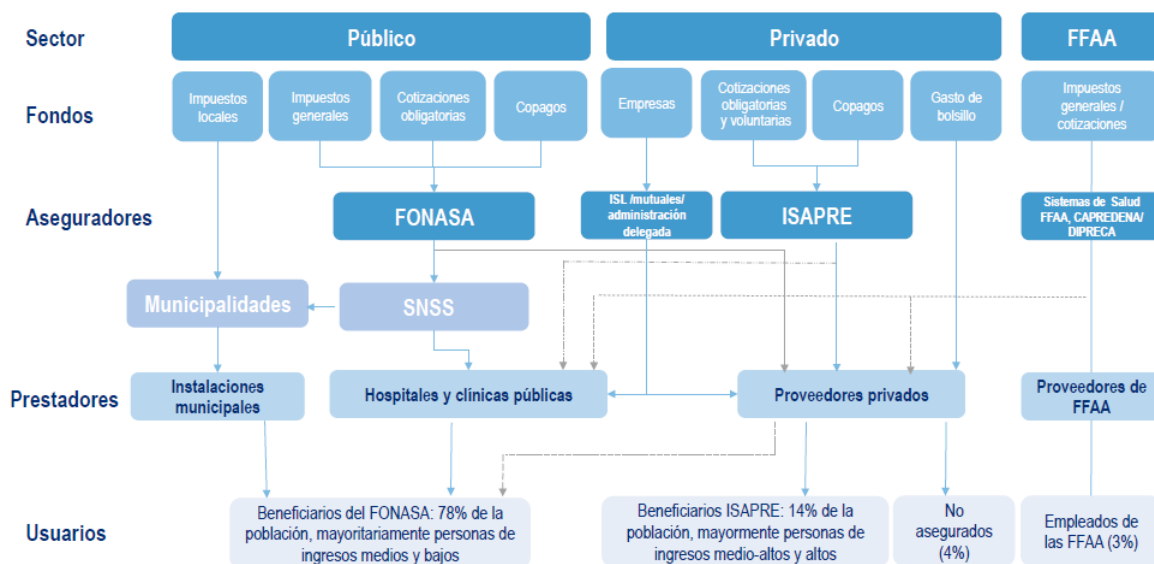 Sector
Público
Privado
FFAA
Fondos
Impuestos
locales
Impuestos
generales
Cotizaciones
obligatorias
Copagos
Empresas
Cotizaciones
obligatorias
y voluntarias
Copagos
Gasto de
bolsillo
Impuestos
generales /
cotizaciones
Aseguradores
FONASA
ISL /mutuales/
administración
delegada
ISAPRE
Sistemas de Salud
FFAA, CAPREDENA/
DIPRECA
Municipalidades
SNSS
Prestadores
Instalaciones
municipales
Hospitales y clínicas públicas
Proveedores privados
Proveedores de
FFAA
Usuarios
Beneficiarios del FONASA: 78% de la
población, mayoritariamente personas de
ingresos medios y bajos
Beneficiarios ISAPRE: 14% de la
población, mayormente personas de
ingresos medio-altos y altos
No
asegurados
(4%)
Empleados de
las FFAA (3%)